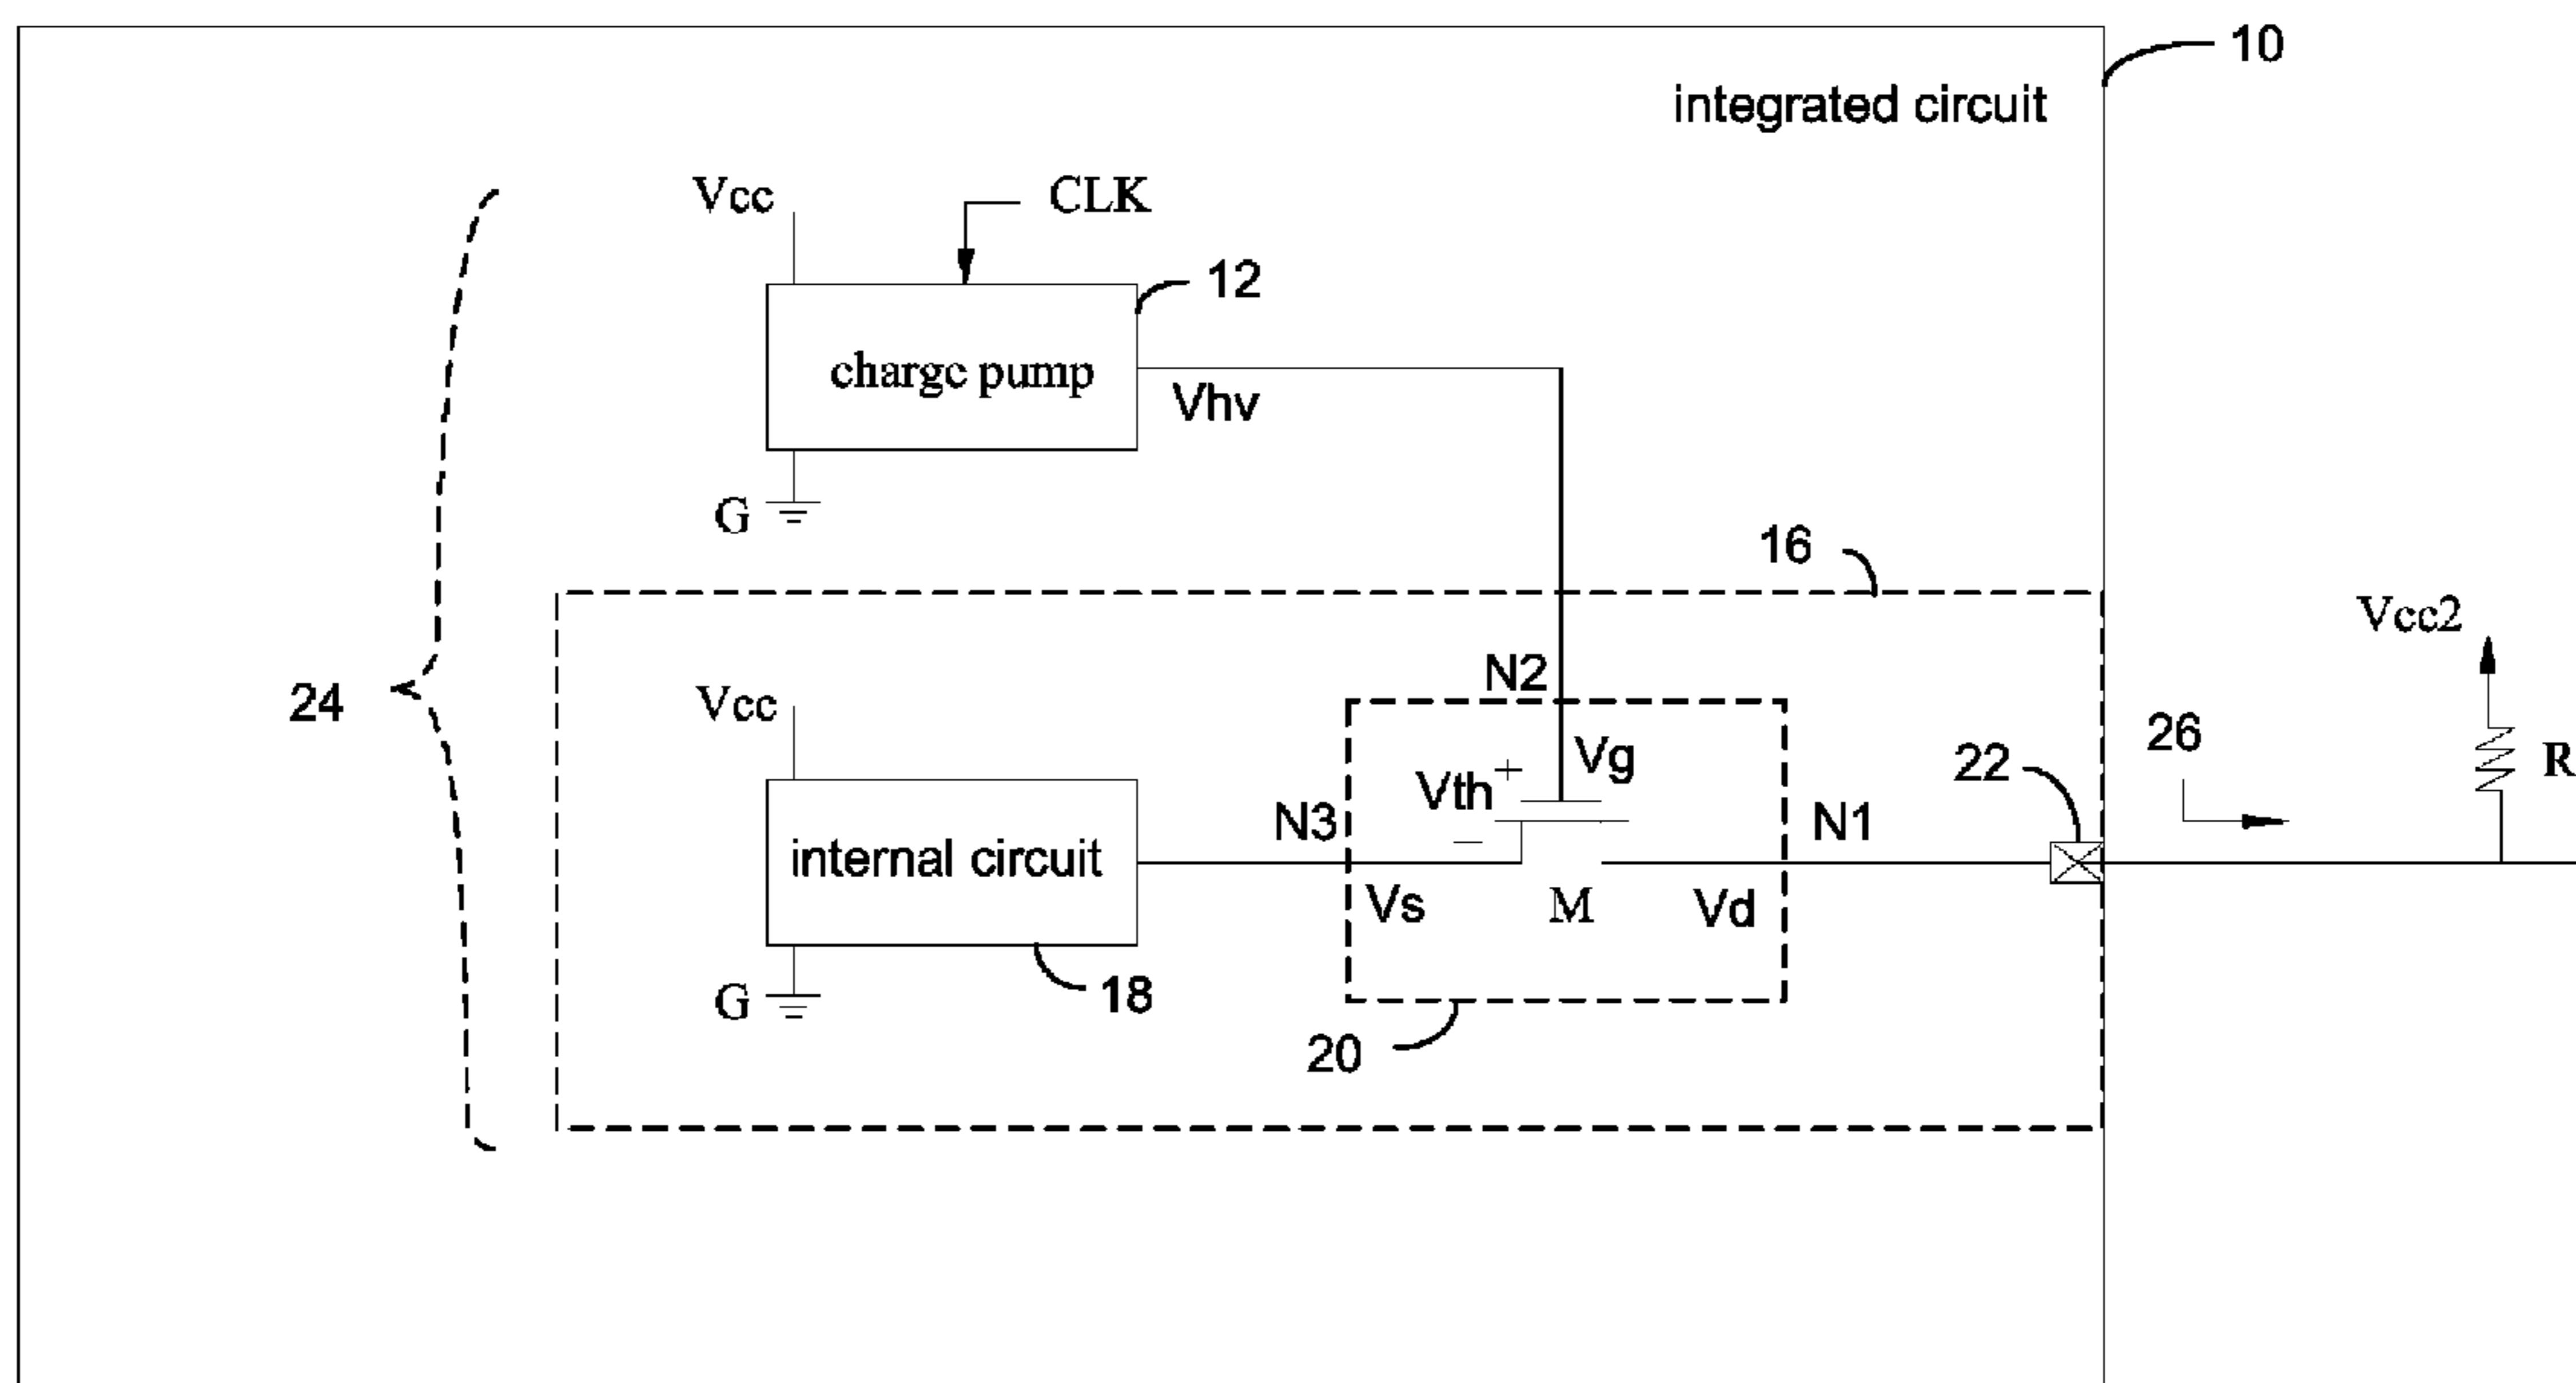 10
integrated circuit
Vcc
CLK
12
charge pump
Vhv
G
16
Vcc2
24
N2
Vcc
26
R
22
Vg
Vth
+
N3
N1
internal circuit
−
Vs
M
Vd
18
G
20